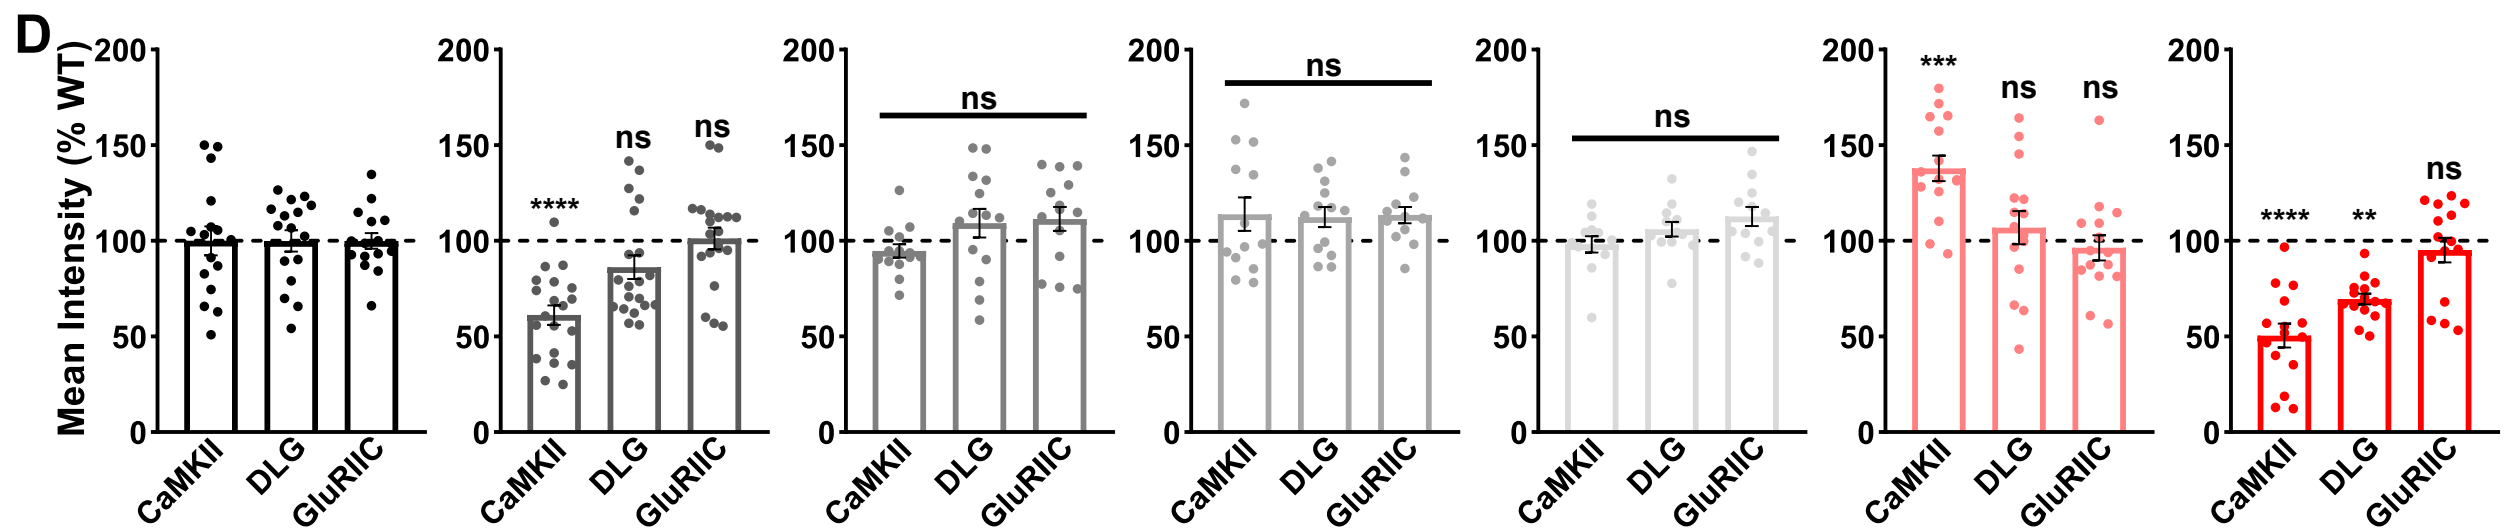 D
Mean Intensity (% WT)
200
150
100
50
0
CaMKII
DLG
GluRIIC
200
150
100
50
0
****
ns
ns
CaMKII
DLG
GluRIIC
200
150
100
50
0
ns
CaMKII
DLG
GluRIIC
200
150
100
50
0
ns
CaMKII
DLG
GluRIIC
200
150
100
50
0
ns
CaMKII
DLG
GluRIIC
200
150
100
50
0
***
ns
ns
CaMKII
DLG
GluRIIC
200
150
100
50
0
****
**
ns
CaMKII
DLG
GluRIIC